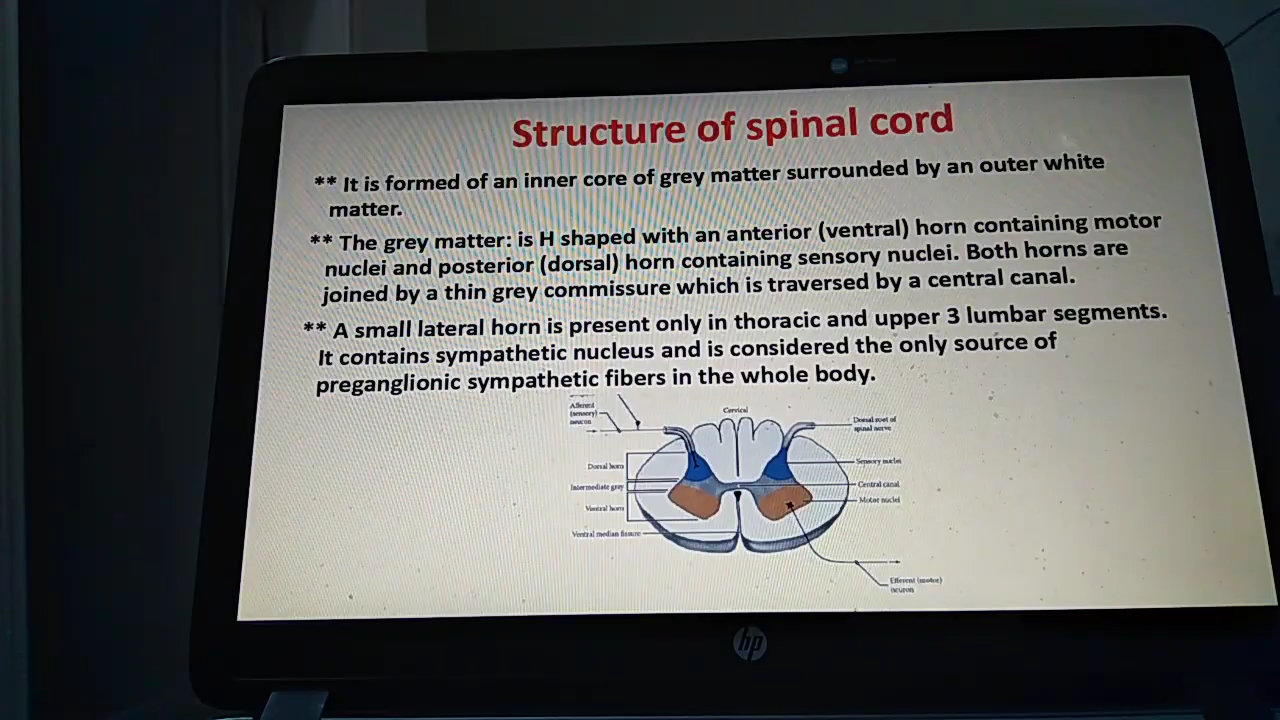 Structure of spinal cord
** It is formed of an inner core of grey matter surrounded by an outer white
matter.
** The grey matter: is H shaped with an anterior (ventral) horn containing motor
nuclei and posterior (dorsal) horn containing sensory nuclei. Both horns are
joined by a thin grey commissure which is traversed by a central canal.
** A small lateral horn is present only in thoracic and upper 3 lumbar segments.
It contains sympathetic nucleus and is considered the only source of
preganglionic sympathetic fibers in the whole body.
Afferent
(sensory)
neuron
Cervical
Dorsal root of
spinal nerve
Dorsal horn
Sensory nuclei
Intermediate grey
Central canal
Motor nuclei
Ventral horn
Ventral median fissure
Efferent (motor)
neuron
hp